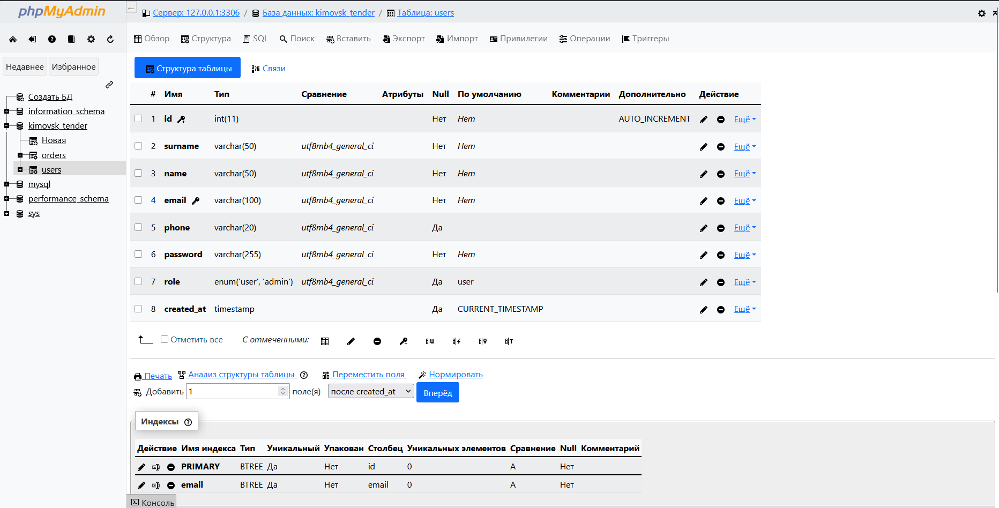 phpMyAdmin
Недавнее Избранное
Создать БД
information_schema
kimovsk_tender
Новая
orders
users
mysql
performance_schema
sys
Сервер: 127.0.0.1:3306 / База данных: kimovsk_tender / Таблица: users
Обзор Структура SQL Поиск Вставить Экспорт Импорт Привилегии Операции Триггеры
Структура таблицы Связи
# Имя Тип Сравнение Атрибуты Null По умолчанию Комментарии Дополнительно Действие
1 id int(11) Нет Нет AUTO_INCREMENT Ещё
2 surname varchar(50) utf8mb4_general_ci Нет Нет Ещё
3 name varchar(50) utf8mb4_general_ci Нет Нет Ещё
4 email varchar(100) utf8mb4_general_ci Нет Нет Ещё
5 phone varchar(20) utf8mb4_general_ci Да Ещё
6 password varchar(255) utf8mb4_general_ci Нет Нет Ещё
7 role enum('user', 'admin') utf8mb4_general_ci Да user Ещё
8 created_at timestamp Да CURRENT_TIMESTAMP Ещё
Отметить все С отмеченными:
Печать Анализ структуры таблицы Переместить поля Нормировать
Добавить 1 поле(я) после created_at Вперёд
Индексы
Действие Имя индекса Тип Уникальный Упакован Столбец Уникальных элементов Сравнение Null Комментарий
PRIMARY BTREE Да Нет id 0 A Нет
email BTREE Да Нет email 0 A Нет
Консоль